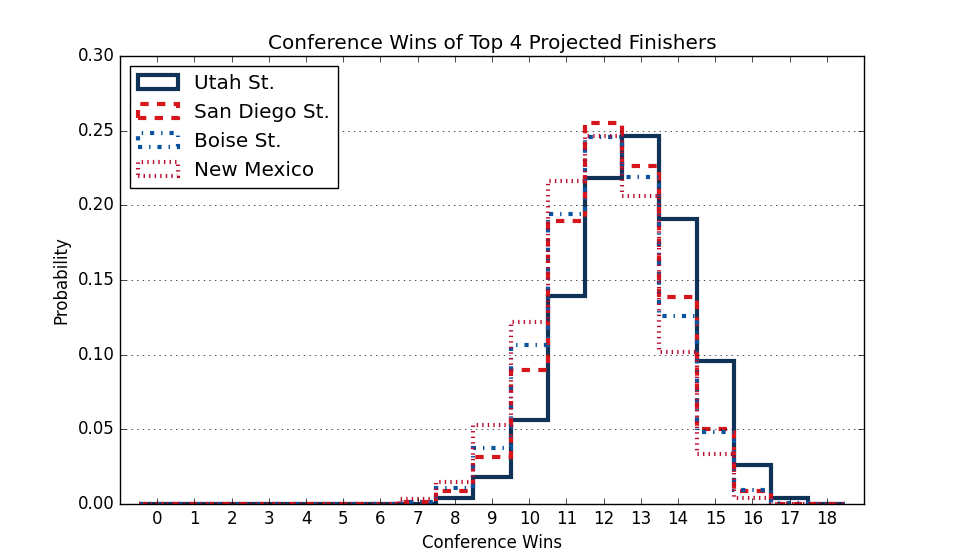 Conference Wins of Top 4 Projected Finishers
0.30
0.25
0.20
0.15
0.10
0.05
0.00
Probability
Utah St.
San Diego St.
Boise St.
New Mexico
0 1 2 3 4 5 6 7 8 9 10 11 12 13 14 15 16 17 18
Conference Wins